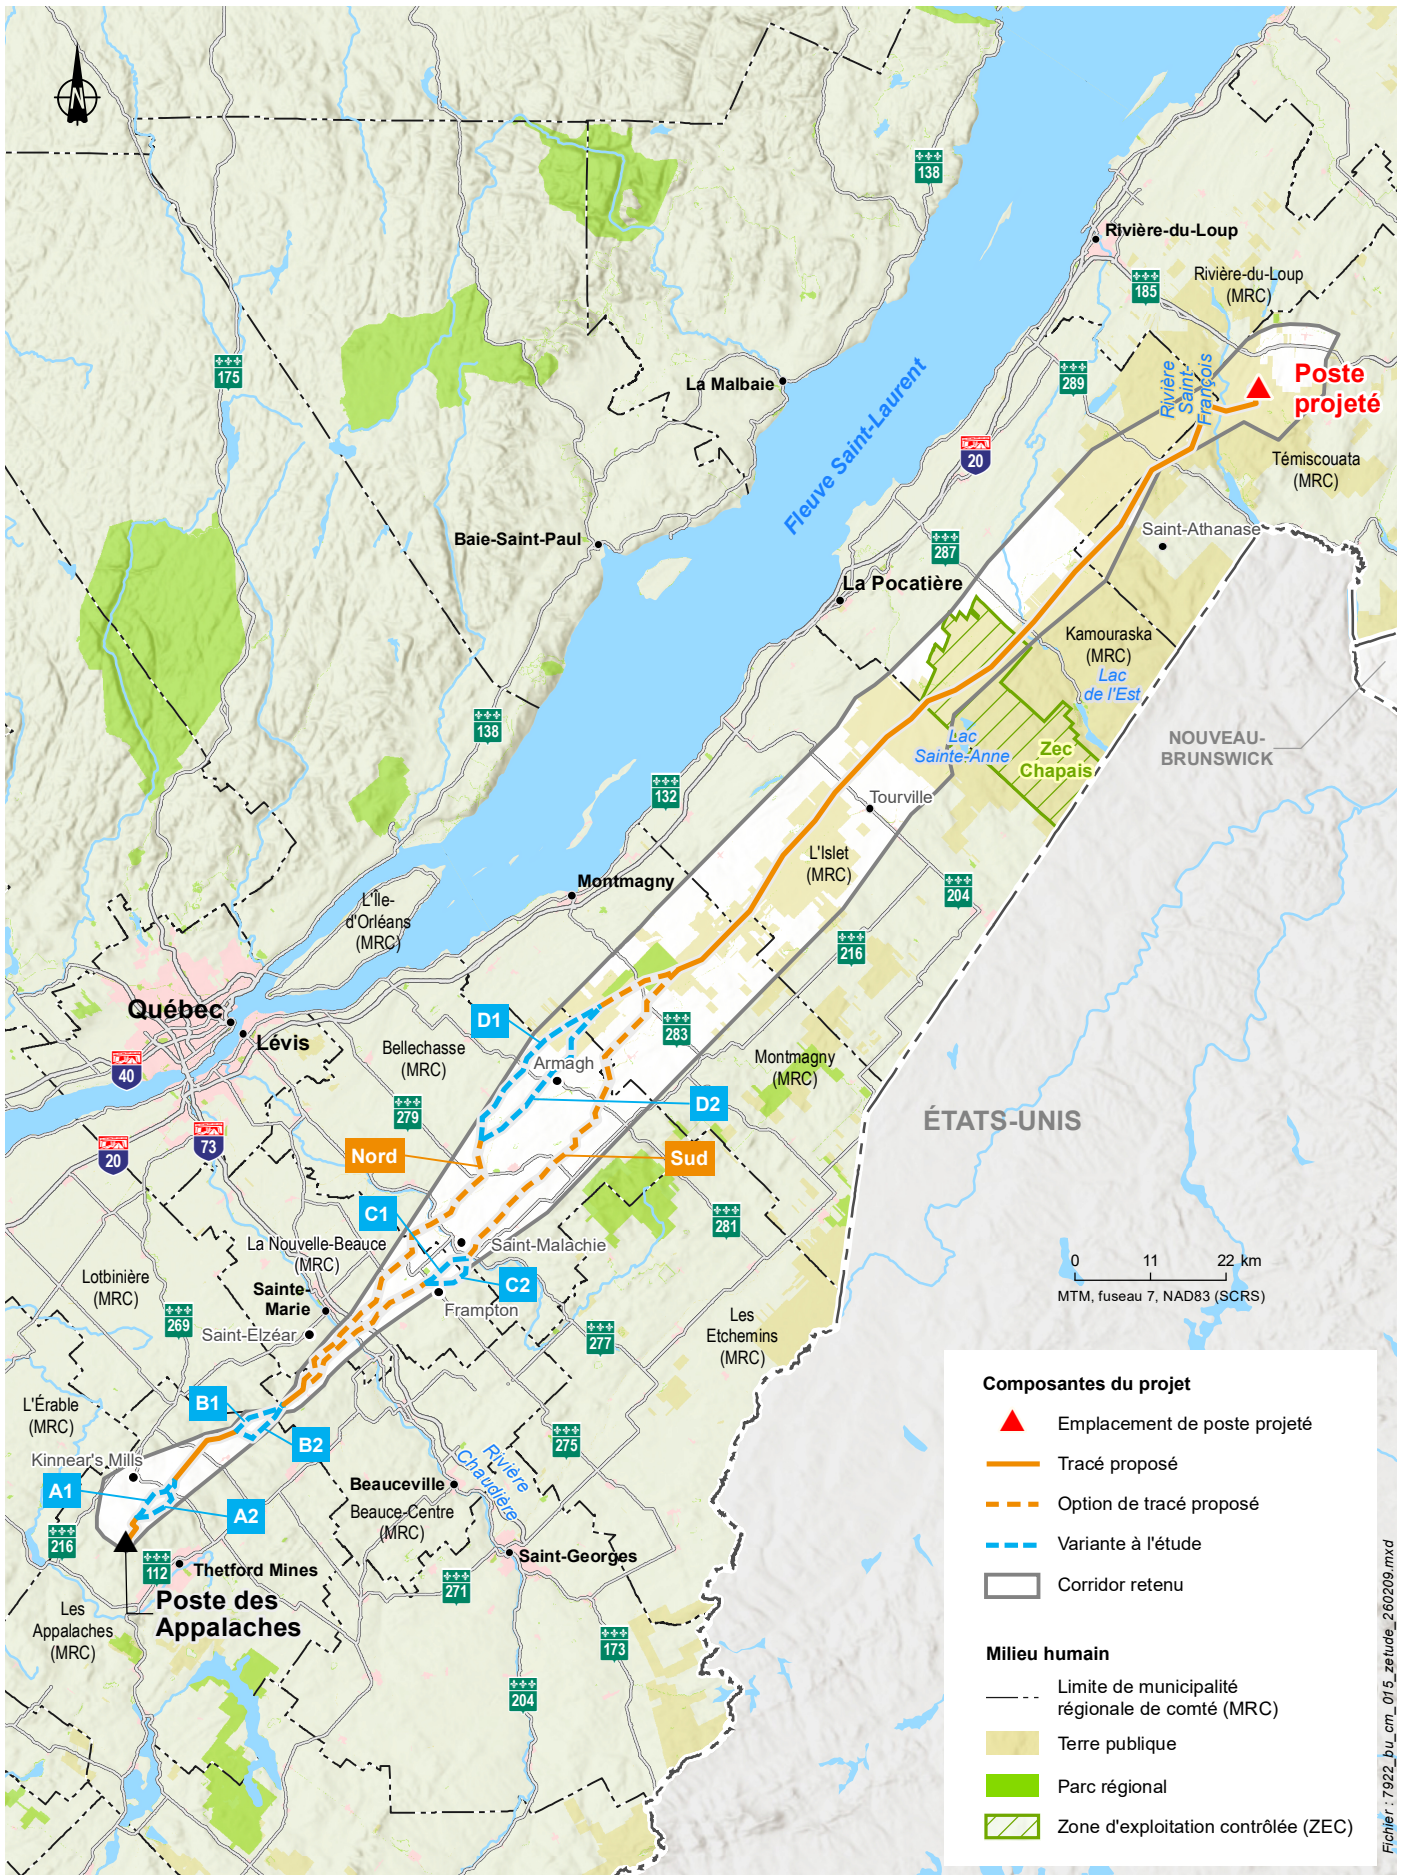 N
138
Rivière-du-Loup
185
Rivière-du-Loup
(MRC)
175
La Malbaie
289
Rivière
Saint-
François
Poste
projeté
20
Témiscouata
(MRC)
Fleuve Saint-Laurent
Baie-Saint-Paul
287
Saint-Athanase
La Pocatière
Kamouraska
(MRC)
Lac
de l'Est
138
Lac
Sainte-Anne
Zec
Chapais
NOUVEAU-
BRUNSWICK
132
Tourville
L'Islet
(MRC)
Montmagny
204
L'Île-
d'Orléans
(MRC)
216
Québec
Lévis
D1
283
Bellechasse
(MRC)
Armagh
Montmagny
(MRC)
40
279
D2
ÉTATS-UNIS
20
73
Nord
Sud
C1
281
La Nouvelle-Beauce
(MRC)
Saint-Malachie
Lotbinière
(MRC)
Sainte-
Marie
C2
Frampton
269
Saint-Elzéar
277
Les
Etchemins
(MRC)
0 11 22 km
MTM, fuseau 7, NAD83 (SCRS)
L'Érable
(MRC)
B1
B2
275
Kinnear's Mills
Rivière
Chaudière
A1
A2
Beauceville
Beauce-Centre
(MRC)
216
112
Thetford Mines
Saint-Georges
271
Poste des
Appalaches
Les
Appalaches
(MRC)
173
204
Composantes du projet
Emplacement de poste projeté
Tracé proposé
Option de tracé proposé
Variante à l'étude
Corridor retenu
Milieu humain
Limite de municipalité
régionale de comté (MRC)
Terre publique
Parc régional
Zone d'exploitation contrôlée (ZEC)
Fichier : 7922_bu_cm_015_zetude_260209.mxd